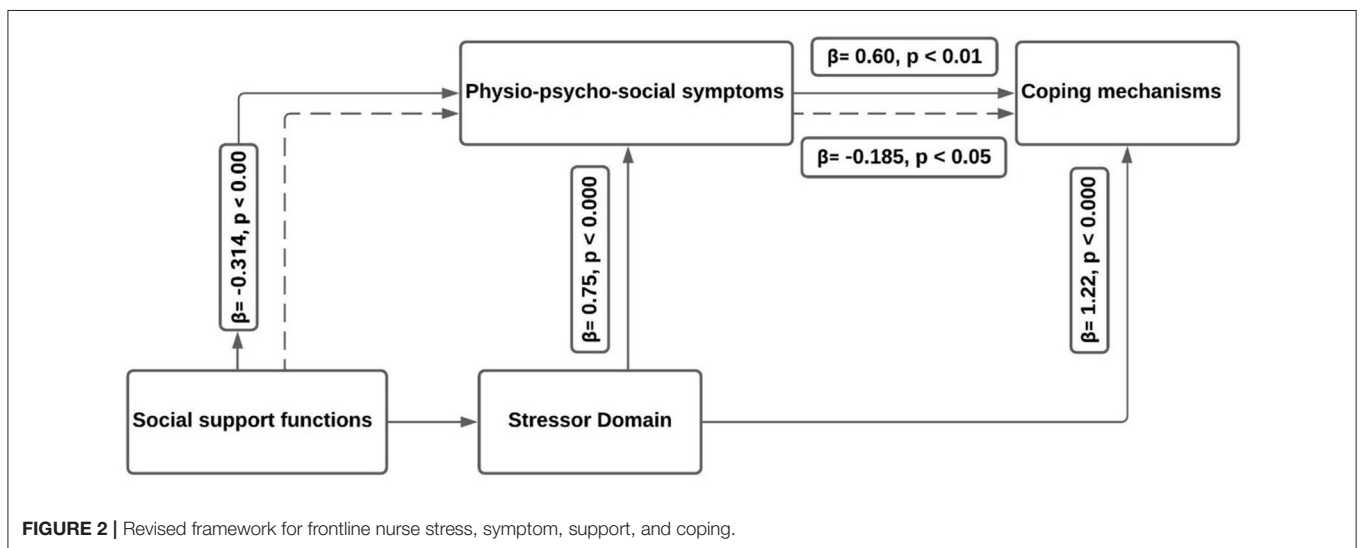 β= 0.60, p < 0.01
Physio-psycho-social symptoms
Coping mechanisms
β= -0.185, p < 0.05
β= -0.314, p < 0.00
β= 0.75, p < 0.000
β= 1.22, p < 0.000
Social support functions
Stressor Domain
FIGURE 2 | Revised framework for frontline nurse stress, symptom, support, and coping.